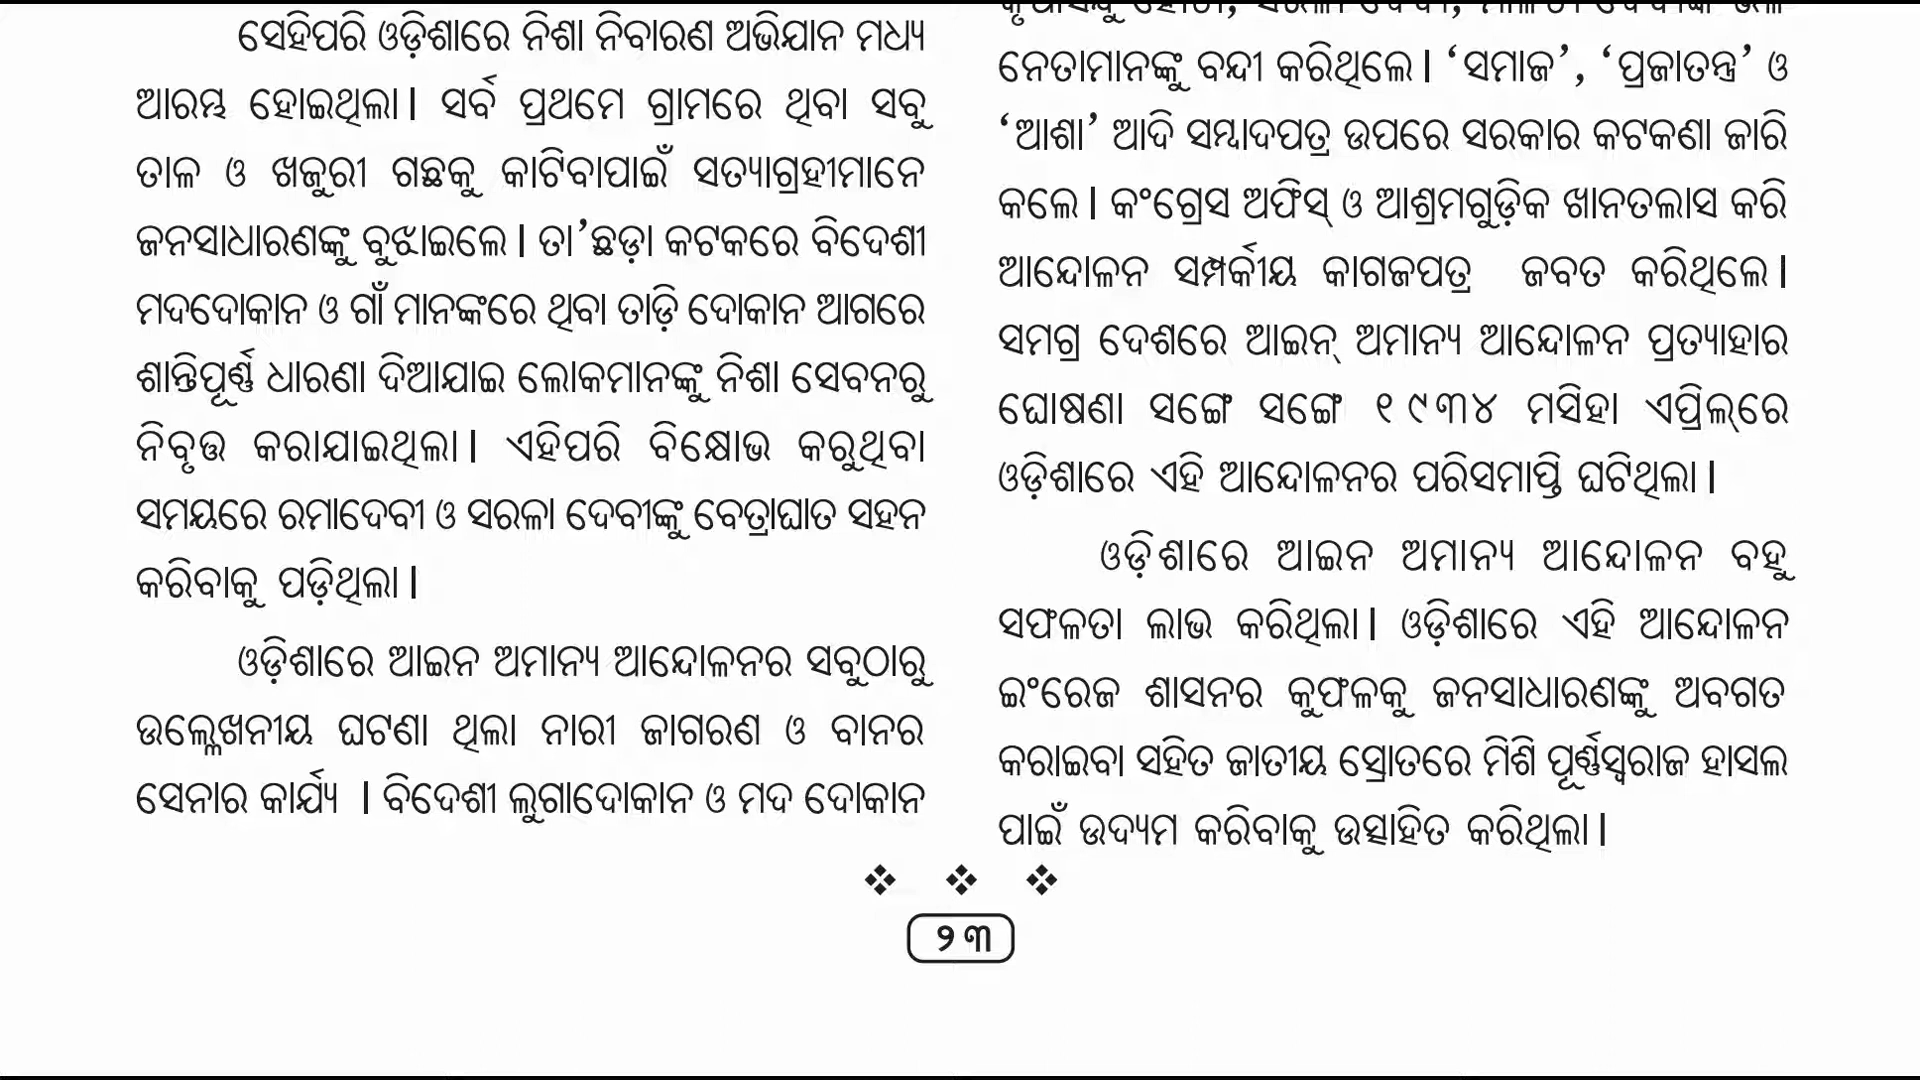 ସେହିପରି ଓଡ଼ିଶାରେ ନିଶା ନିବାରଣ ଅଭିଯାନ ମଧ୍ୟ
ଆରମ୍ଭ ହୋଇଥିଲା। ସର୍ବ ପ୍ରଥମେ ଗ୍ରାମରେ ଥିବା ସବୁ
ତାଳ ଓ ଖଜୁରୀ ଗଛକୁ କାଟିବାପାଇଁ ସତ୍ୟାଗ୍ରହୀମାନେ
ଜନସାଧାରଣଙ୍କୁ ବୁଝାଇଲେ। ତା’ଛଡ଼ା କଟକରେ ବିଦେଶୀ
ମଦଦୋକାନ ଓ ଗାଁ ମାନଙ୍କରେ ଥିବା ତାଡ଼ି ଦୋକାନ ଆଗରେ
ଶାନ୍ତିପୂର୍ଣ୍ଣ ଧାରଣା ଦିଆଯାଇ ଲୋକମାନଙ୍କୁ ନିଶା ସେବନରୁ
ନିବୃତ୍ତ କରାଯାଇଥିଲା। ଏହିପରି ବିକ୍ଷୋଭ କରୁଥିବା
ସମୟରେ ରମାଦେବୀ ଓ ସରଳା ଦେବୀଙ୍କୁ ବେତ୍ରାଘାତ ସହନ
କରିବାକୁ ପଡ଼ିଥିଲା।
ଓଡ଼ିଶାରେ ଆଇନ ଅମାନ୍ୟ ଆନ୍ଦୋଳନର ସବୁଠାରୁ
ଉଲ୍ଲେଖନୀୟ ଘଟଣା ଥିଲା ନାରୀ ଜାଗରଣ ଓ ବାନର
ସେନାର କାର୍ଯ୍ୟ । ବିଦେଶୀ ଲୁଗାଦୋକାନ ଓ ମଦ ଦୋକାନ
ନେତାମାନଙ୍କୁ ବନ୍ଦୀ କରିଥିଲେ। ‘ସମାଜ’, ‘ପ୍ରଜାତନ୍ତ୍ର’ ଓ
‘ଆଶା’ ଆଦି ସମ୍ବାଦପତ୍ର ଉପରେ ସରକାର କଟକଣା ଜାରି
କଲେ। କଂଗ୍ରେସ ଅଫିସ୍ ଓ ଆଶ୍ରମଗୁଡ଼ିକ ଖାନତଲାସ କରି
ଆନ୍ଦୋଳନ ସମ୍ପର୍କୀୟ କାଗଜପତ୍ର ଜବତ କରିଥିଲେ।
ସମଗ୍ର ଦେଶରେ ଆଇନ୍ ଅମାନ୍ୟ ଆନ୍ଦୋଳନ ପ୍ରତ୍ୟାହାର
ଘୋଷଣା ସଙ୍ଗେ ସଙ୍ଗେ ୧୯୩୪ ମସିହା ଏପ୍ରିଲ୍‌ରେ
ଓଡ଼ିଶାରେ ଏହି ଆନ୍ଦୋଳନର ପରିସମାପ୍ତି ଘଟିଥିଲା।
ଓଡ଼ିଶାରେ ଆଇନ ଅମାନ୍ୟ ଆନ୍ଦୋଳନ ବହୁ
ସଫଳତା ଲାଭ କରିଥିଲା। ଓଡ଼ିଶାରେ ଏହି ଆନ୍ଦୋଳନ
ଇଂରେଜ ଶାସନର କୁଫଳକୁ ଜନସାଧାରଣଙ୍କୁ ଅବଗତ
କରାଇବା ସହିତ ଜାତୀୟ ସ୍ରୋତରେ ମିଶି ପୂର୍ଣ୍ଣସ୍ୱରାଜ ହାସଲ
ପାଇଁ ଉଦ୍ୟମ କରିବାକୁ ଉତ୍ସାହିତ କରିଥିଲା।
୨୩